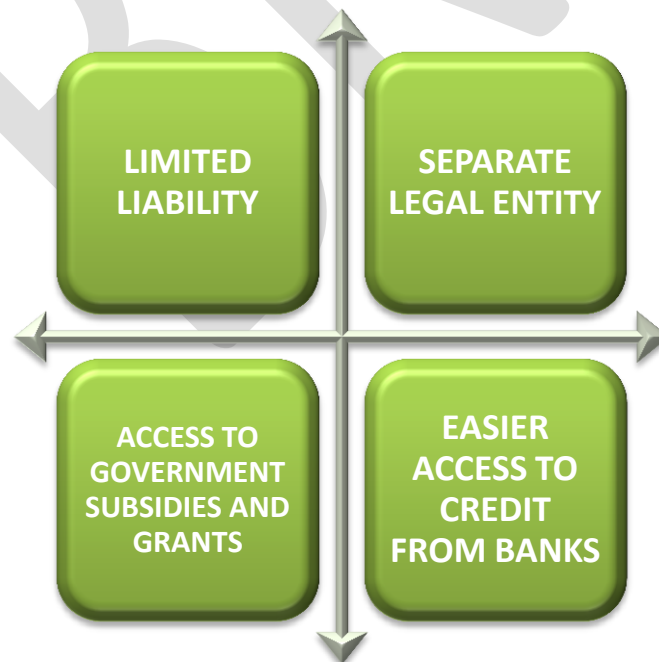 LIMITED
LIABILITY
SEPARATE
LEGAL ENTITY
ACCESS TO
GOVERNMENT
SUBSIDIES AND
GRANTS
EASIER
ACCESS TO
CREDIT
FROM BANKS